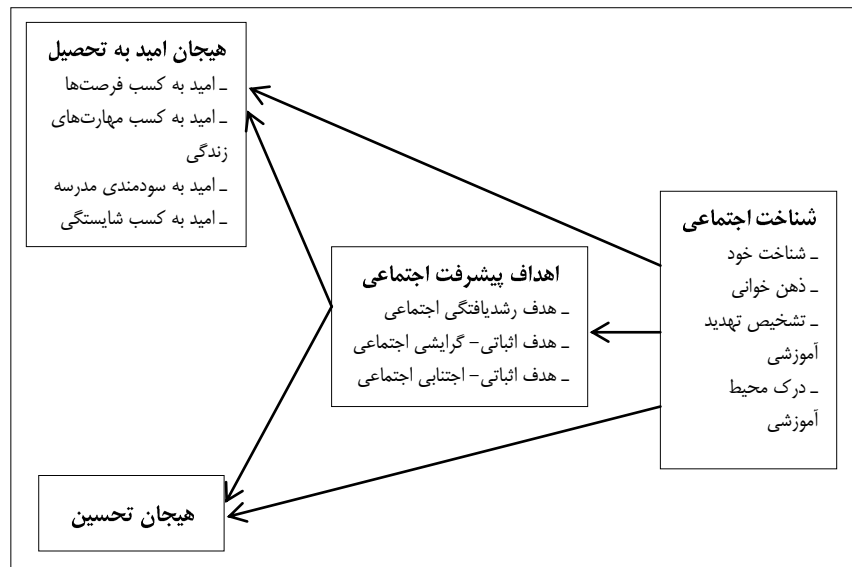 شناخت اجتماعی
ـ شناخت خود
ـ ذهن خوانی
ـ تشخیص تهدید
آموزشی
ـ درک محیط
آموزشی
اهداف پیشرفت اجتماعی
ـ هدف رشدیافتگی اجتماعی
ـ هدف اثباتی- گرایشی اجتماعی
ـ هدف اثباتی- اجتنابی اجتماعی
هیجان امید به تحصیل
ـ امید به کسب فرصت‌ها
ـ امید به کسب مهارت‌های
زندگی
ـ امید به سودمندی مدرسه
ـ امید به کسب شایستگی
هیجان تحسین